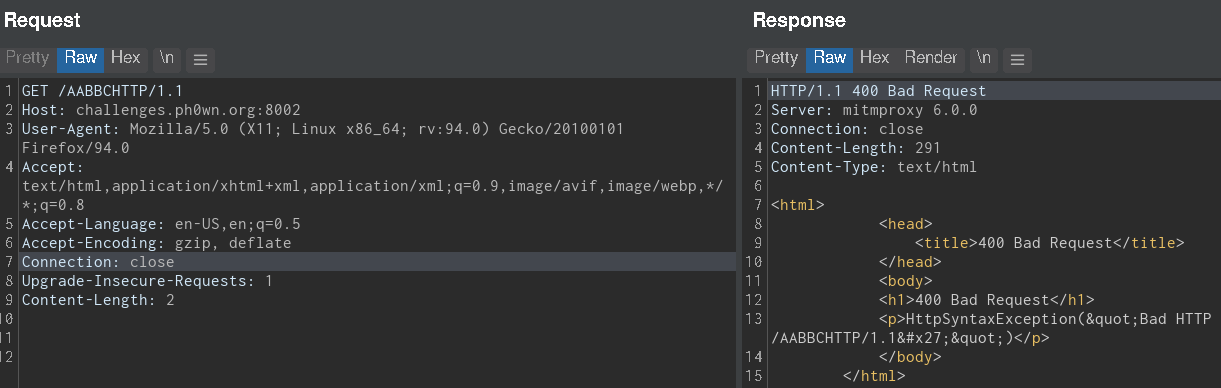 Request
Pretty Raw Hex \n
1 GET /AABBCHTTP/1.1
2 Host: challenges.ph0wn.org:8002
3 User-Agent: Mozilla/5.0 (X11; Linux x86_64; rv:94.0) Gecko/20100101
Firefox/94.0
4 Accept:
text/html,application/xhtml+xml,application/xml;q=0.9,image/avif,image/webp,*/
*;q=0.8
5 Accept-Language: en-US,en;q=0.5
6 Accept-Encoding: gzip, deflate
7 Connection: close
8 Upgrade-Insecure-Requests: 1
9 Content-Length: 2
10
11
12
Response
Pretty Raw Hex Render \n
1 HTTP/1.1 400 Bad Request
2 Server: mitmproxy 6.0.0
3 Connection: close
4 Content-Length: 291
5 Content-Type: text/html
6
7 <html>
8 <head>
9 <title>400 Bad Request</title>
10 </head>
11 <body>
12 <h1>400 Bad Request</h1>
13 <p>HttpSyntaxException(&quot;Bad HTTP
/AABBCHTTP/1.1&#x27;&quot;)</p>
14 </body>
15 </html>